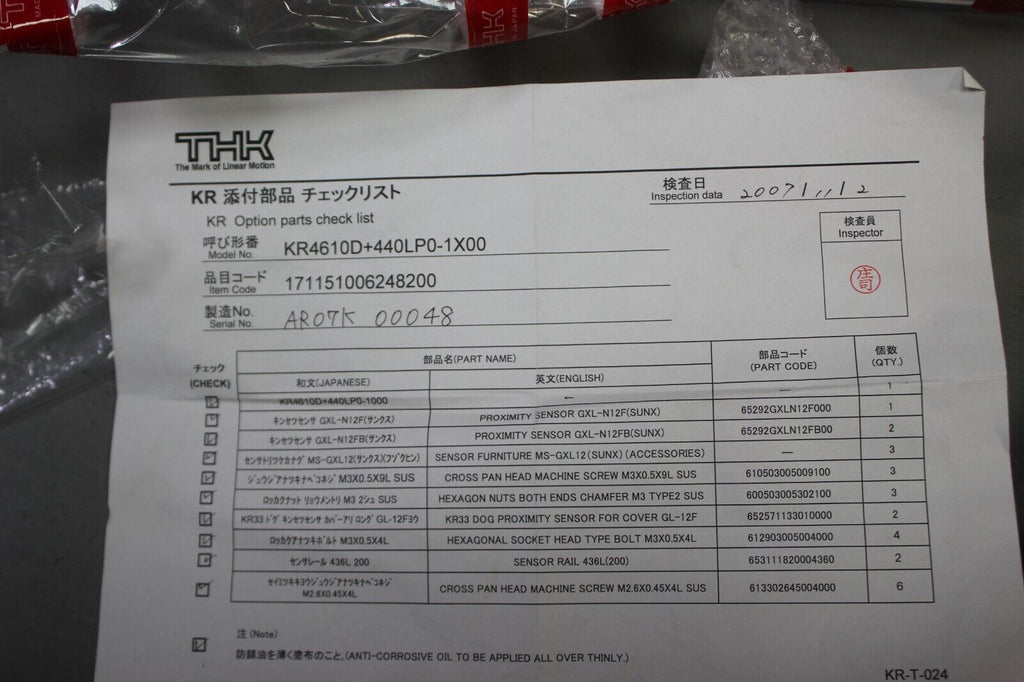 THK
The Mark of Linear Motion
KR 添付部品 チェックリスト
KR Option parts check list
検査日
Inspection data
2007/11/12
呼び形番
Model No.
KR4610D+440LP0-1X00
品目コード
Item Code
171151006248200
製造No.
Serial No.
AR07K 00048
検査員
Inspector
庄司
チェック
(CHECK)
部品名(PART NAME)
部品コード
(PART CODE)
個数
(QTY.)
和文(JAPANESE) 英文(ENGLISH)
KR4610D+440LP0-1000 ← — 1
キンセツセンサ GXL-N12F(サンクス) PROXIMITY SENSOR GXL-N12F(SUNX) 65292GXLN12F000 1
キンセツセンサ GXL-N12FB(サンクス) PROXIMITY SENSOR GXL-N12FB(SUNX) 65292GXLN12FB00 2
センサトリツケカナグ MS-GXL12(サンクス)(フゾクヒン) SENSOR FURNITURE MS-GXL12(SUNX) (ACCESSORIES) — 3
ジュウジアナツキナベコネジ M3X0.5X9L SUS CROSS PAN HEAD MACHINE SCREW M3X0.5X9L SUS 610503005009100 3
ロッカクナット リョウメントリ M3 2シュ SUS HEXAGON NUTS BOTH ENDS CHAMFER M3 TYPE2 SUS 600503005302100 3
KR33 ドグ キンセツセンサ カバーアリ ロング GL-12Fヨウ KR33 DOG PROXIMITY SENSOR FOR COVER GL-12F 652571133010000 2
ロッカクアナツキボルト M3X0.5X4L HEXAGONAL SOCKET HEAD TYPE BOLT M3X0.5X4L 612903005004000 4
センサレール 436L 200 SENSOR RAIL 436L(200) 653111820004360 2
セイミツキキヨウジュウジアナツキナベコネジ
M2.6X0.45X4L CROSS PAN HEAD MACHINE SCREW M2.6X0.45X4L SUS 613302645004000 6
注 (Note)
防錆油を薄く塗布のこと。(ANTI-CORROSIVE OIL TO BE APPLIED ALL OVER THINLY.)
KR-T-024